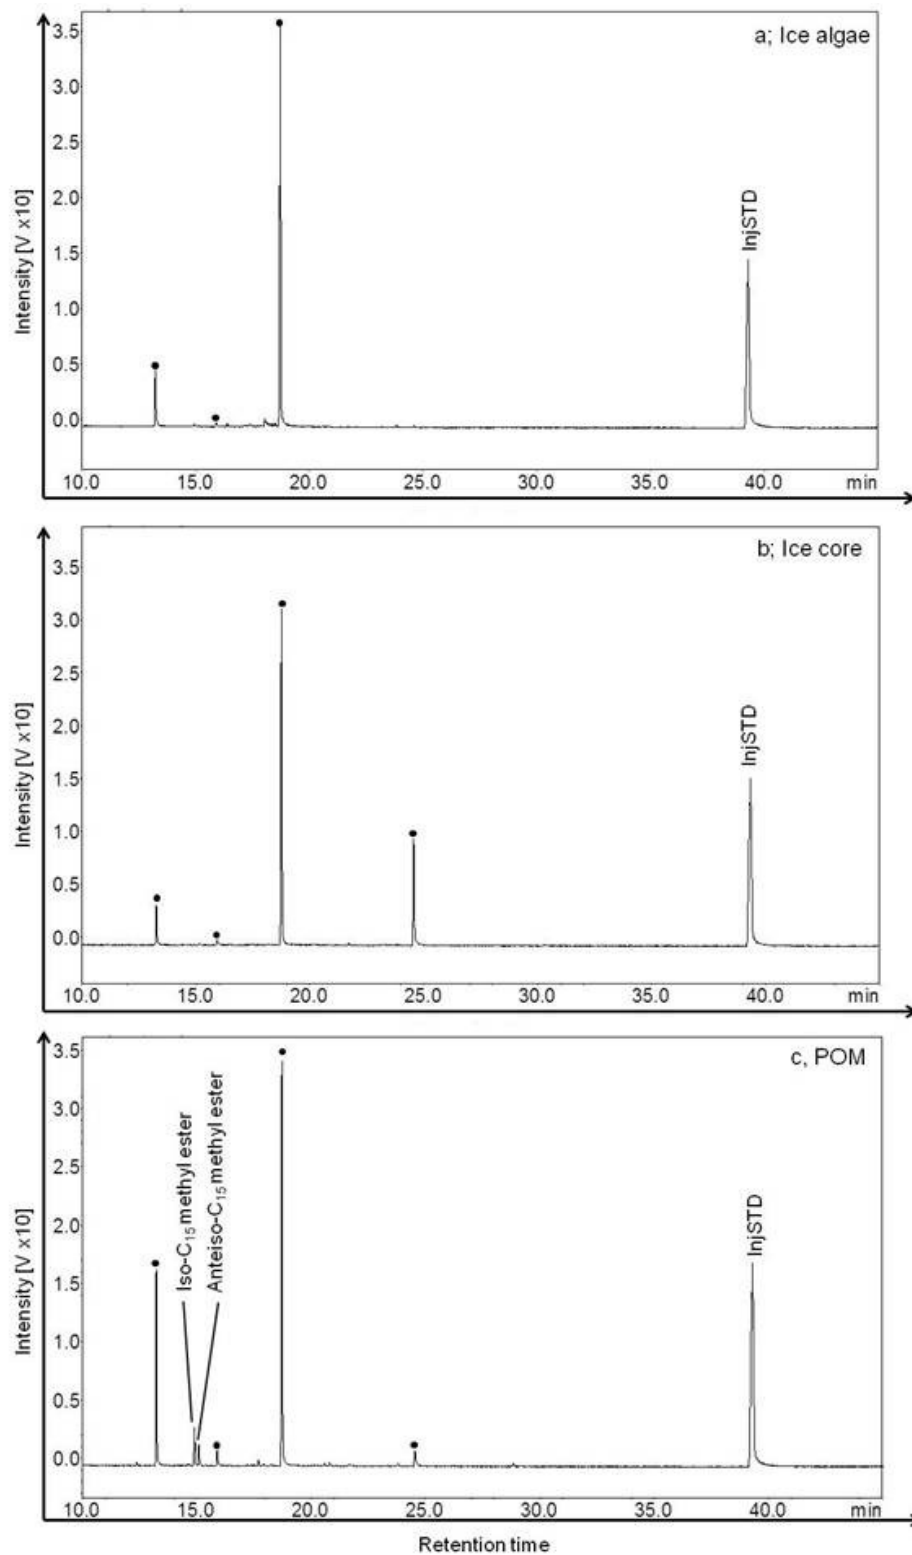 a; Ice algae
Intensity [V x10]
3.5
3.0
2.5
2.0
1.5
1.0
0.5
0.0
InjSTD
10.0 15.0 20.0 25.0 30.0 35.0 40.0 min
b; Ice core
Intensity [V x10]
3.5
3.0
2.5
2.0
1.5
1.0
0.5
0.0
InjSTD
10.0 15.0 20.0 25.0 30.0 35.0 40.0 min
c, POM
Intensity [V x10]
3.5
3.0
2.5
2.0
1.5
1.0
0.5
0.0
Iso-C15 methyl ester
Anteiso-C15 methyl ester
InjSTD
10.0 15.0 20.0 25.0 30.0 35.0 40.0 min
Retention time